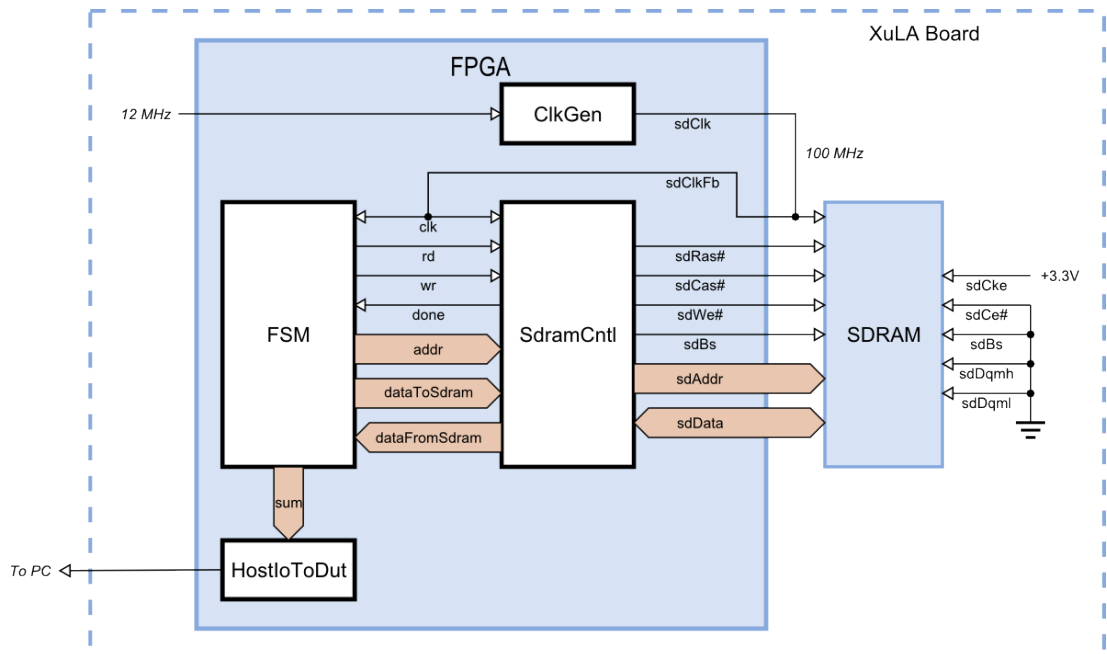 XuLA Board
FPGA
12 MHz
ClkGen
sdClk
100 MHz
sdClkFb
clk
rd
wr
done
addr
dataToSdram
dataFromSdram
FSM
SdramCntl
sdRas#
sdCas#
sdWe#
sdBs
sdAddr
sdData
SDRAM
+3.3V
sdCke
sdCe#
sdBs
sdDqmh
sdDqml
sum
HostIoToDut
To PC